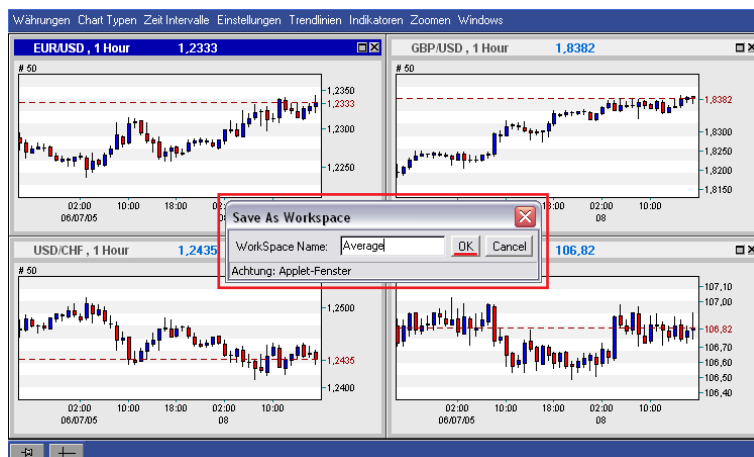 Währungen Chart Typen Zeit Intervalle Einstellungen Trendlinien Indikatoren Zoomen Windows
EUR/USD , 1 Hour 1,2333
# 50
1,2350
1,2333
1,2300
1,2250
02:00 10:00 18:00 02:00 10:00
06/07/05 08
GBP/USD , 1 Hour 1,8382
# 50
1,8382
1,8300
1,8250
1,8200
1,8150
18:00 02:00 10:00
08
Save As Workspace
WorkSpace Name: Average OK Cancel
Achtung: Applet-Fenster
USD/CHF , 1 Hour 1,2435
# 50
1,2500
1,2435
1,2400
02:00 10:00 18:00 02:00 10:00
06/07/05 08
106,82
107,10
107,00
106,82
106,70
106,60
106,50
106,40
02:00 10:00 18:00 02:00 10:00
06/07/05 08